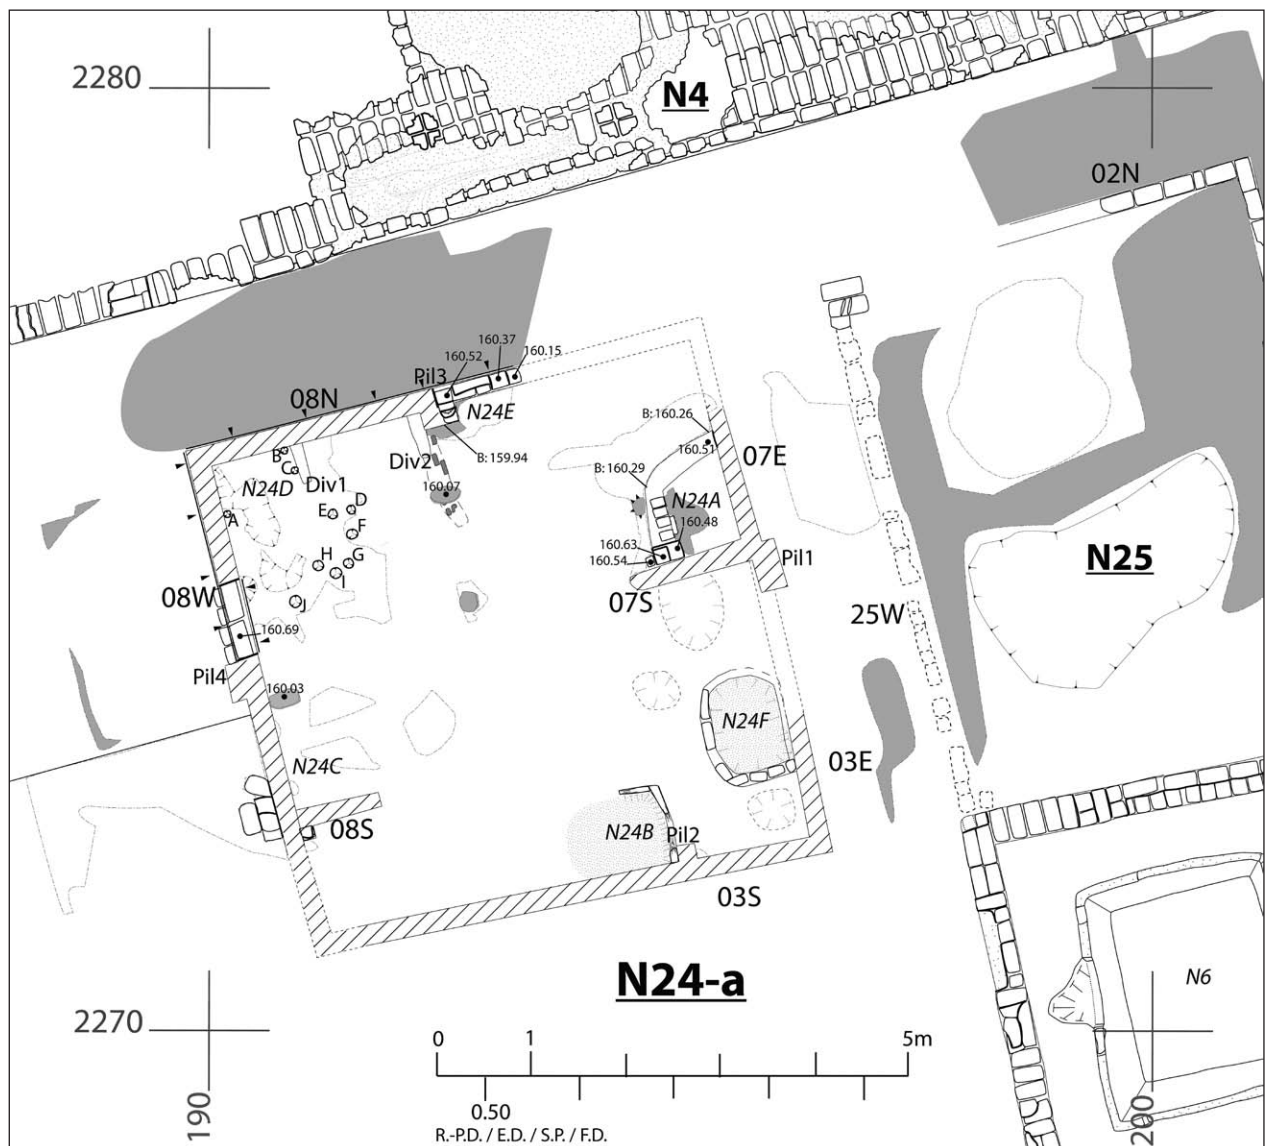 2280
N4
02N
160.37
160.15
160.52
Pil3
08N
N24E
B: 160.26
160.51
B: 159.94
07E
Div2
B: 160.29
B
C
N24D
Div1
160.07
N24A
D
A
E
160.48
F
160.63
160.54
Pil1
N25
H
G
I
08W
07S
J
25W
160.69
Pil4
160.03
N24F
N24C
03E
08S
N24B
Pil2
03S
N24-a
N6
2270
0
1
5m
0.50
190
200
R.-P.D. / E.D. / S.P. / F.D.